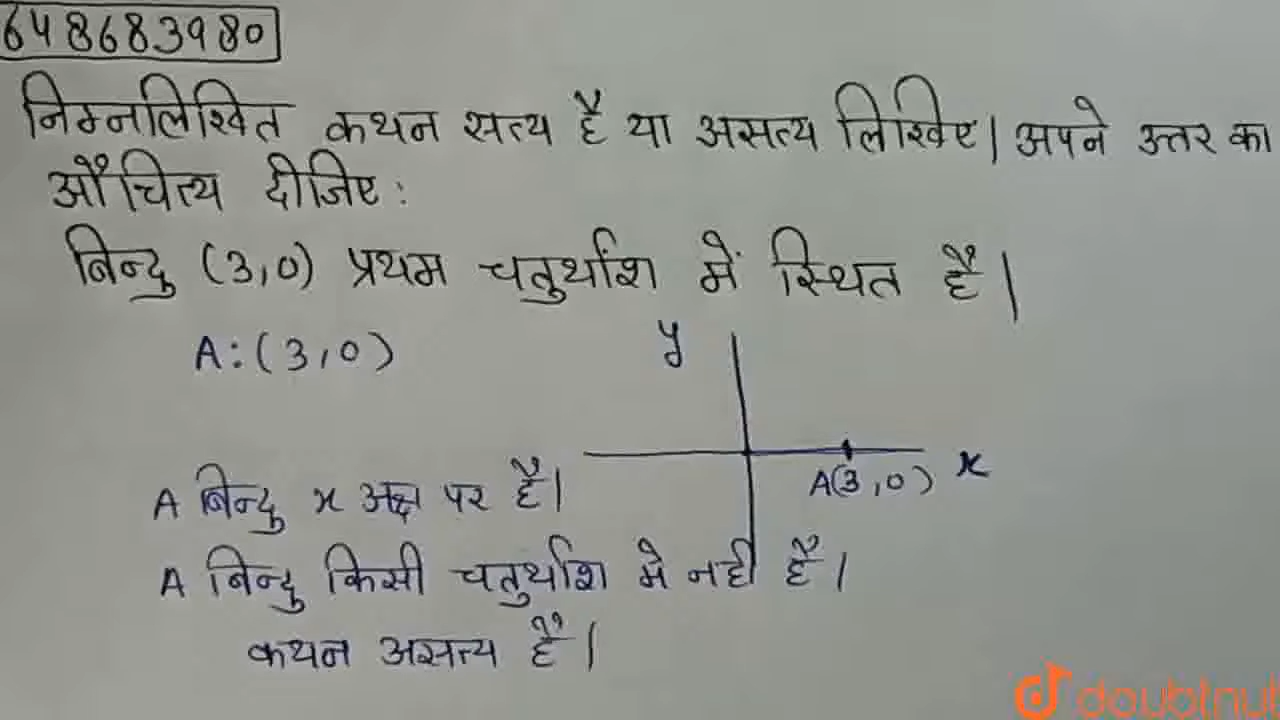 648683980
निम्नलिखित कथन सत्य है या असत्य लिखिए। अपने उत्तर का
औचित्य दीजिए:
बिन्दु (3,0) प्रथम चतुर्थांश में स्थित है।
A:(3,0)
y
A(3,0) x
A बिन्दु x अक्ष पर है।
A बिन्दु किसी चतुर्थांश मे नही है।
कथन असत्य है।
doubtnut